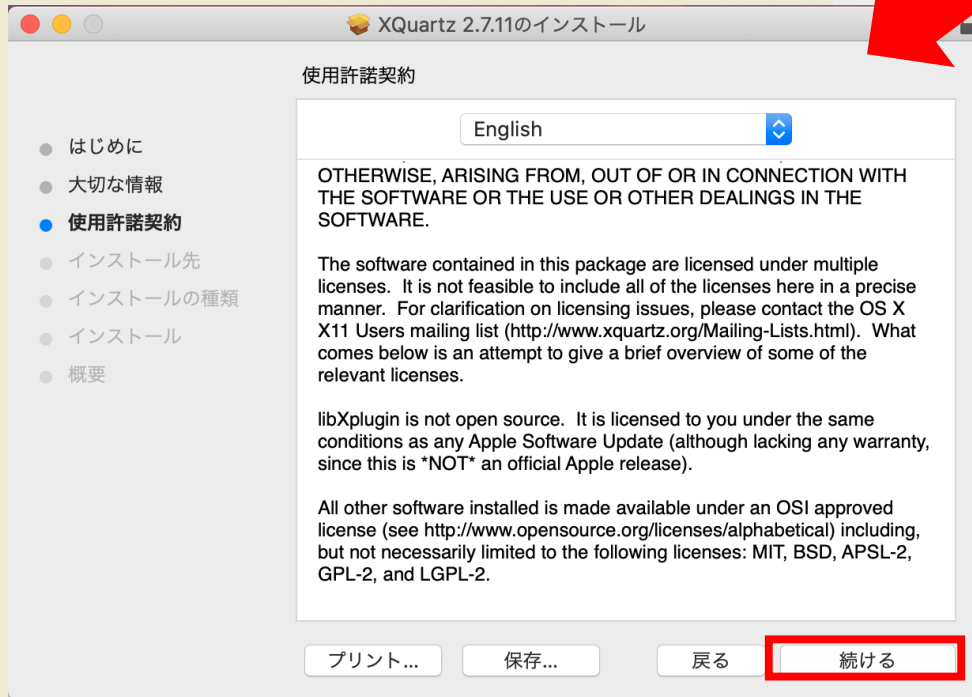 XQuartz 2.7.11のインストール
使用許諾契約
はじめに
大切な情報
使用許諾契約
インストール先
インストールの種類
インストール
概要
English
OTHERWISE, ARISING FROM, OUT OF OR IN CONNECTION WITH
THE SOFTWARE OR THE USE OR OTHER DEALINGS IN THE
SOFTWARE.
The software contained in this package are licensed under multiple
licenses.  It is not feasible to include all of the licenses here in a precise
manner.  For clarification on licensing issues, please contact the OS X
X11 Users mailing list (http://www.xquartz.org/Mailing-Lists.html).  What
comes below is an attempt to give a brief overview of some of the
relevant licenses.
libXplugin is not open source.  It is licensed to you under the same
conditions as any Apple Software Update (although lacking any warranty,
since this is *NOT* an official Apple release).
All other software installed is made available under an OSI approved
license (see http://www.opensource.org/licenses/alphabetical) including,
but not necessarily limited to the following licenses: MIT, BSD, APSL-2,
GPL-2, and LGPL-2.
プリント...
保存...
戻る
続ける